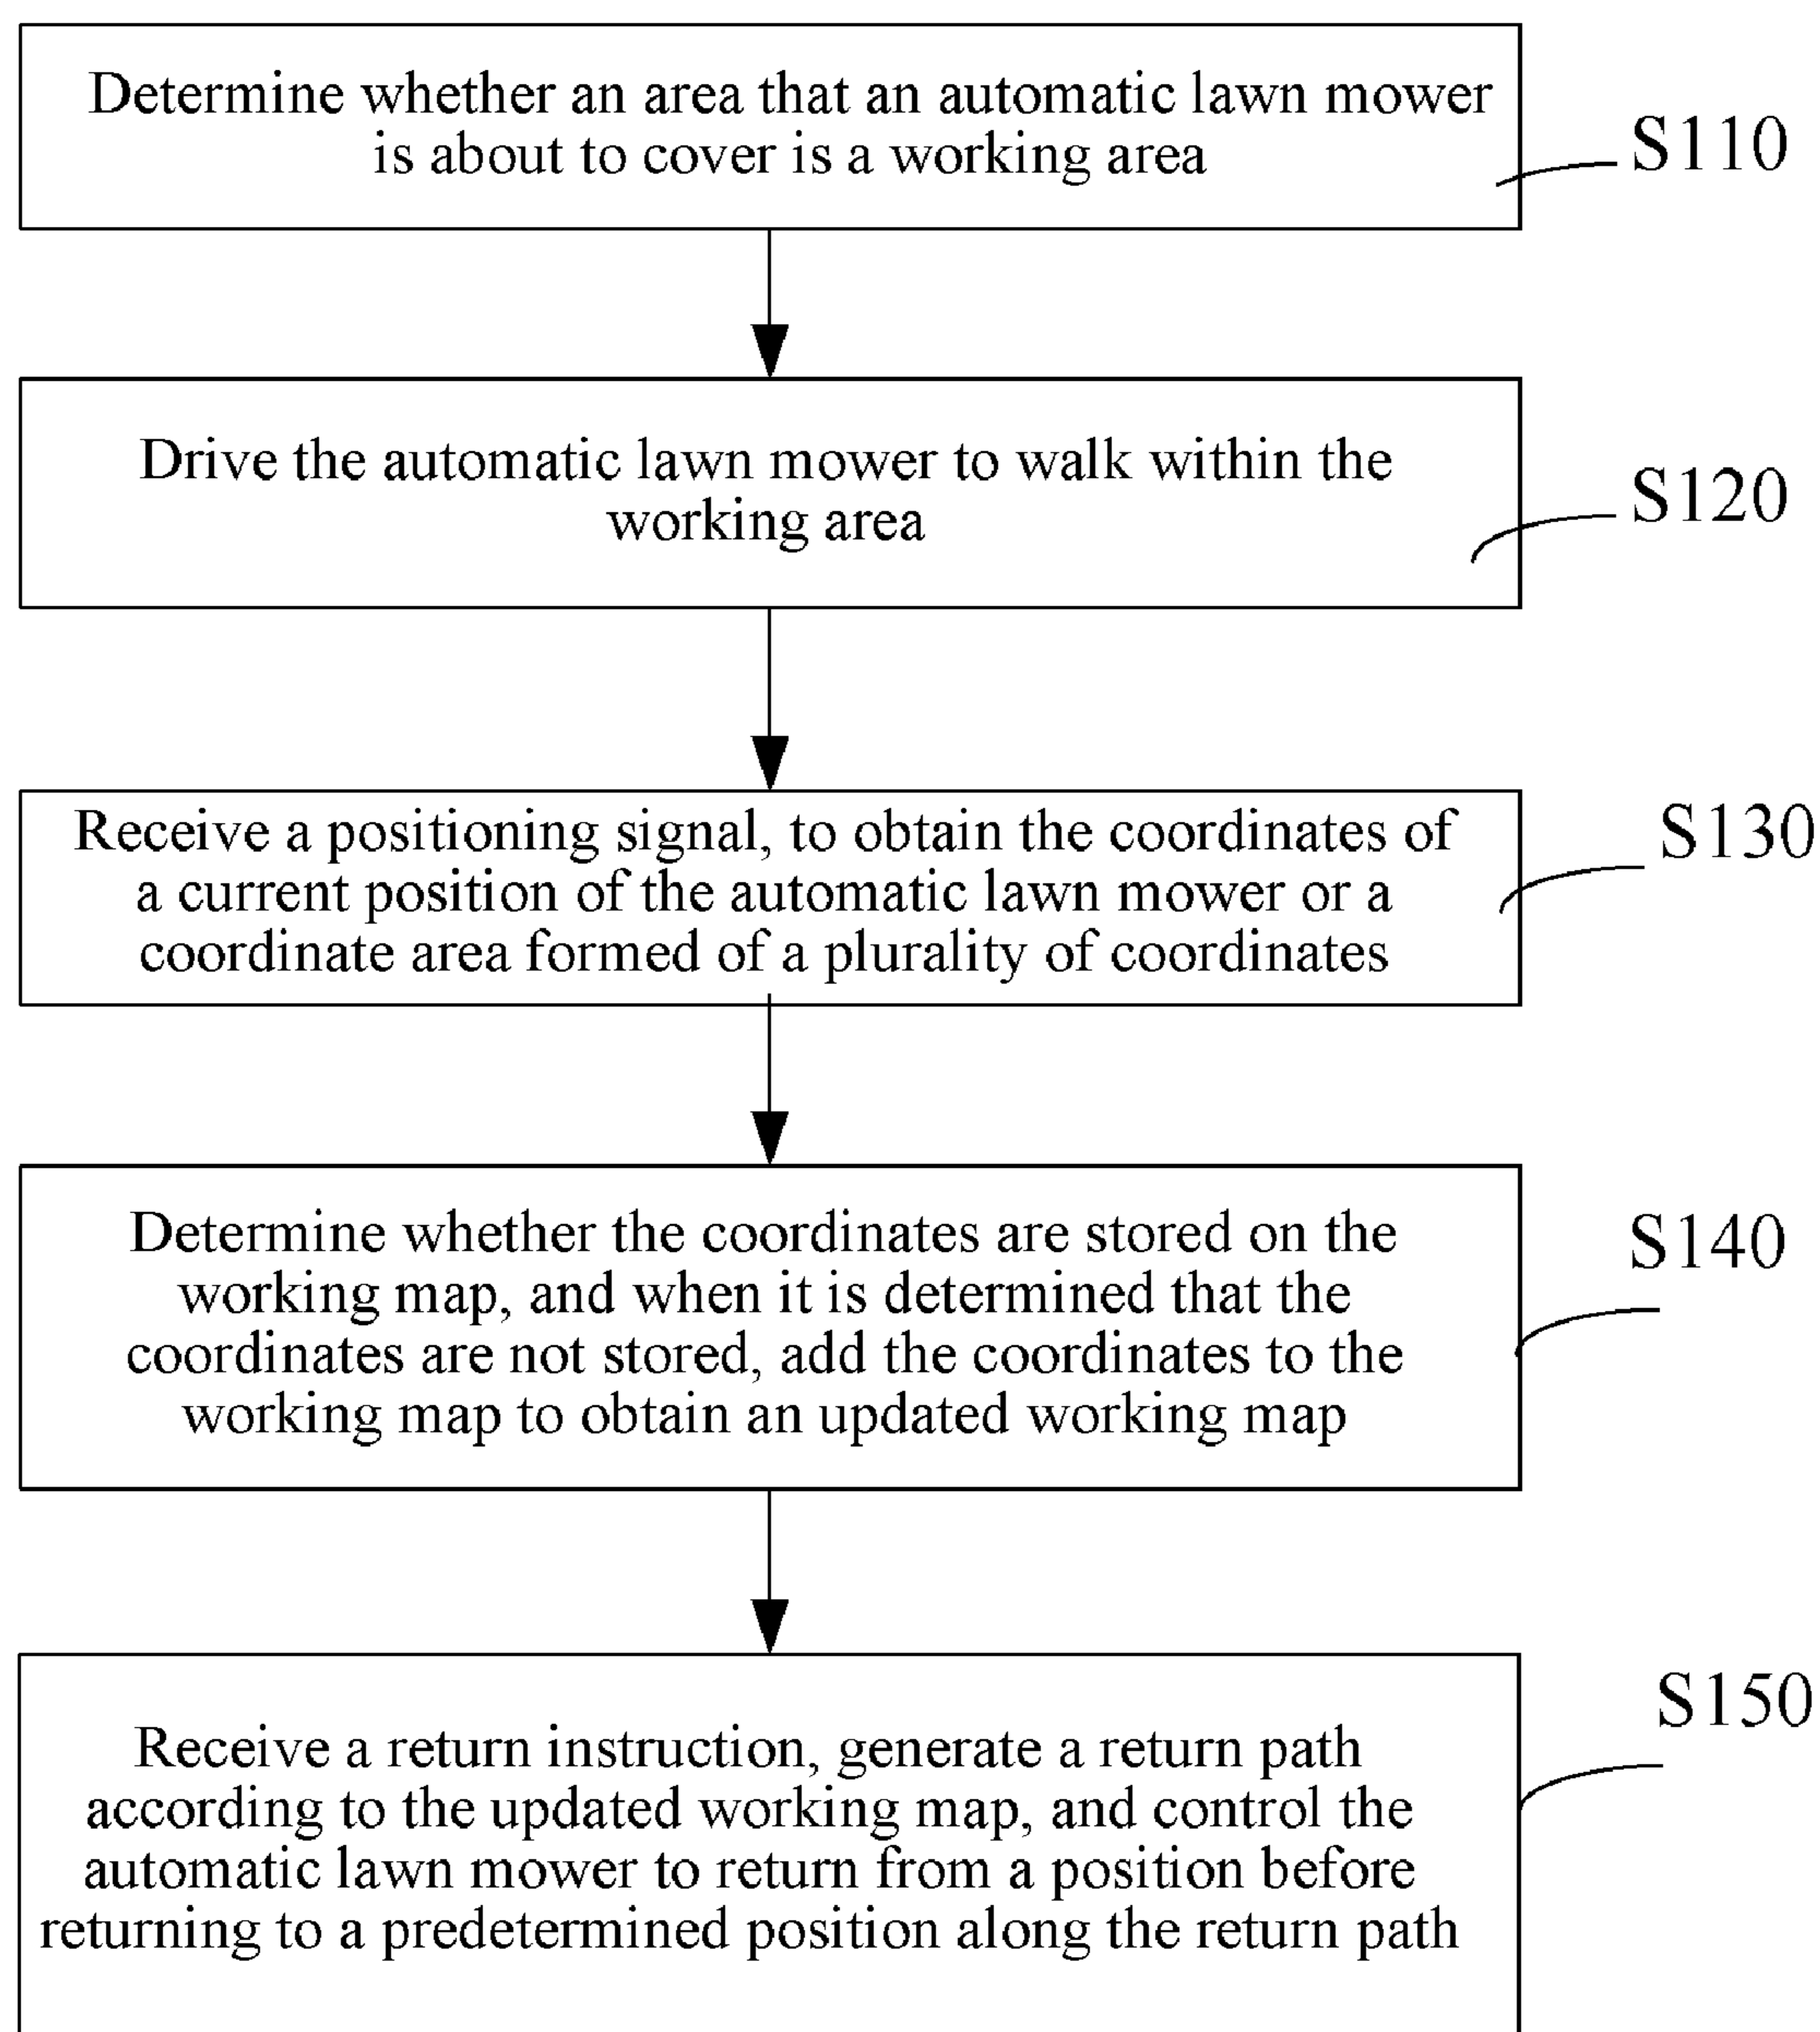 Determine whether an area that an automatic lawn mower
is about to cover is a working area
S110
Drive the automatic lawn mower to walk within the
working area
S120
Receive a positioning signal, to obtain the coordinates of
a current position of the automatic lawn mower or a
coordinate area formed of a plurality of coordinates
S130
Determine whether the coordinates are stored on the
working map, and when it is determined that the
coordinates are not stored, add the coordinates to the
working map to obtain an updated working map
S140
Receive a return instruction, generate a return path
according to the updated working map, and control the
automatic lawn mower to return from a position before
returning to a predetermined position along the return path
S150